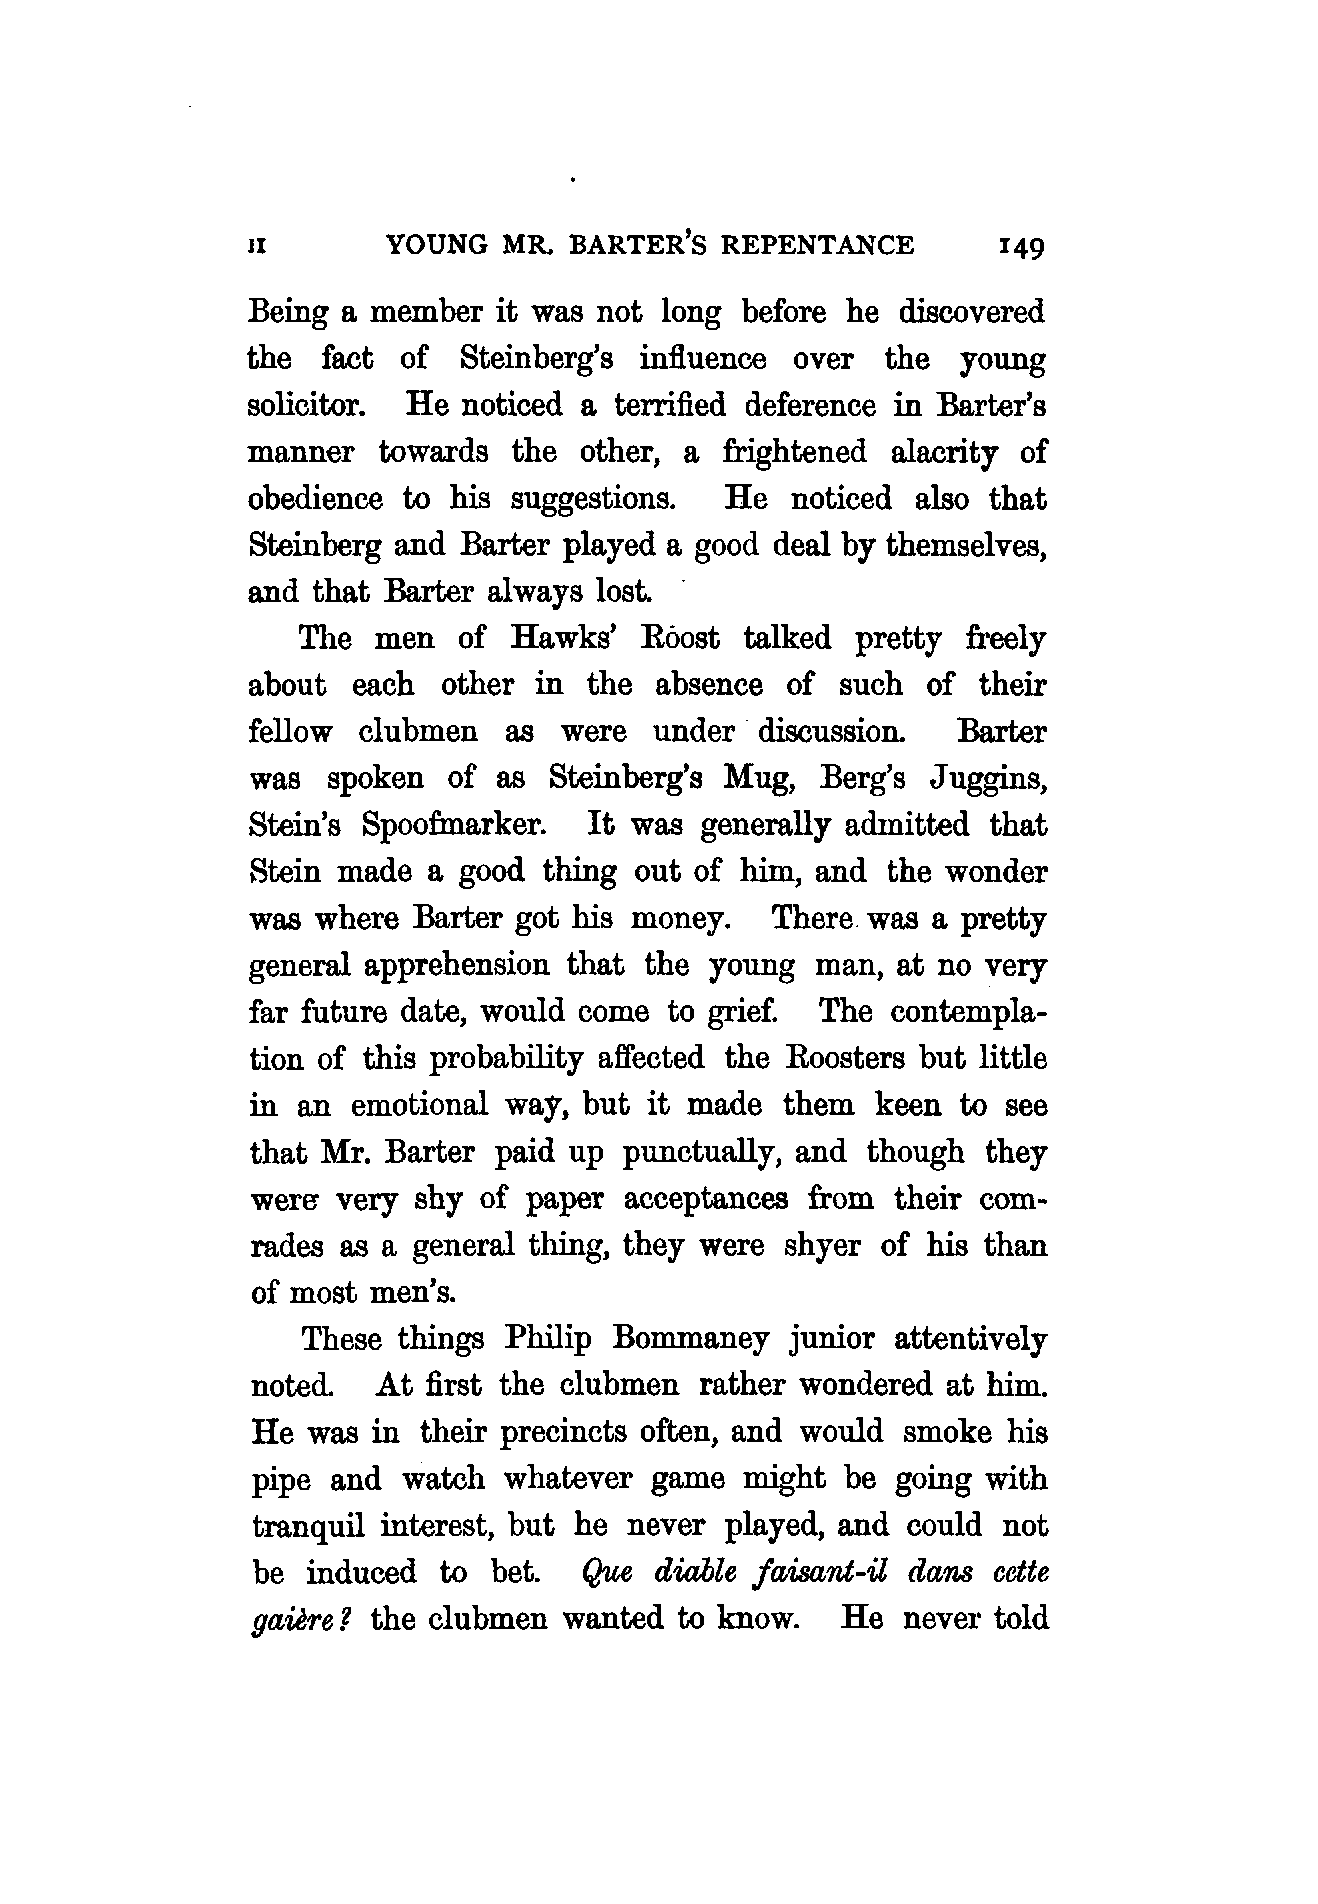 II YOUNG MR. BARTER'S REPENTANCE 149
Being a member it was not long before he discovered
the fact of Steinberg's influence over the young
solicitor. He noticed a terrified deference in Barter's
manner towards the other, a frightened alacrity of
obedience to his suggestions. He noticed also that
Steinberg and Barter played a good deal by themselves,
and that Barter always lost.
The men of Hawks' Roost talked pretty freely
about each other in the absence of such of their
fellow clubmen as were under discussion. Barter
was spoken of as Steinberg's Mug, Berg's Juggins,
Stein's Spoofmarker. It was generally admitted that
Stein made a good thing out of him, and the wonder
was where Barter got his money. There was a pretty
general apprehension that the young man, at no very
far future date, would come to grief. The contempla-
tion of this probability affected the Roosters but little
in an emotional way, but it made them keen to see
that Mr. Barter paid up punctually, and though they
were very shy of paper acceptances from their com-
rades as a general thing, they were shyer of his than
of most men's.
These things Philip Bommaney junior attentively
noted. At first the clubmen rather wondered at him.
He was in their precincts often, and would smoke his
pipe and watch whatever game might be going with
tranquil interest, but he never played, and could not
be induced to bet. Que diable faisant-il dans cette
gaière? the clubmen wanted to know. He never told